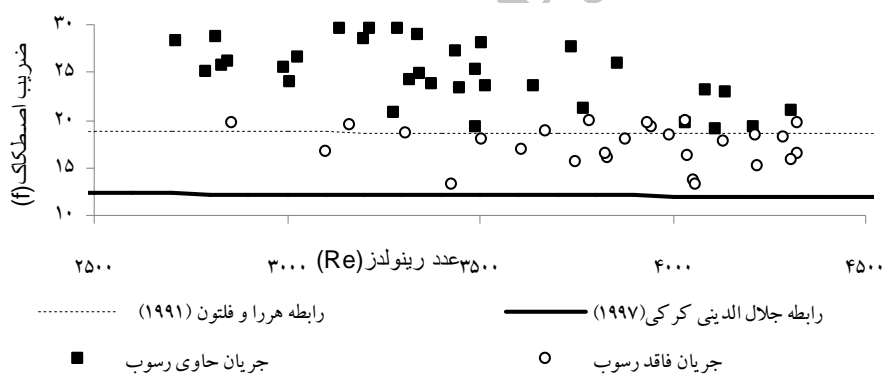 ۳۰
۲۵
۲۰
۱۵
۱۰
ضریب اصطکاک(f)
۲۵۰۰ ۳۰۰۰ ۳۵۰۰ ۴۰۰۰ ۴۵۰۰
عدد رینولدز(Re)
رابطه هررا و فلتون (۱۹۹۱)
رابطه جلال الدینی کرکی(۱۹۹۷)
جریان حاوی رسوب
جریان فاقد رسوب